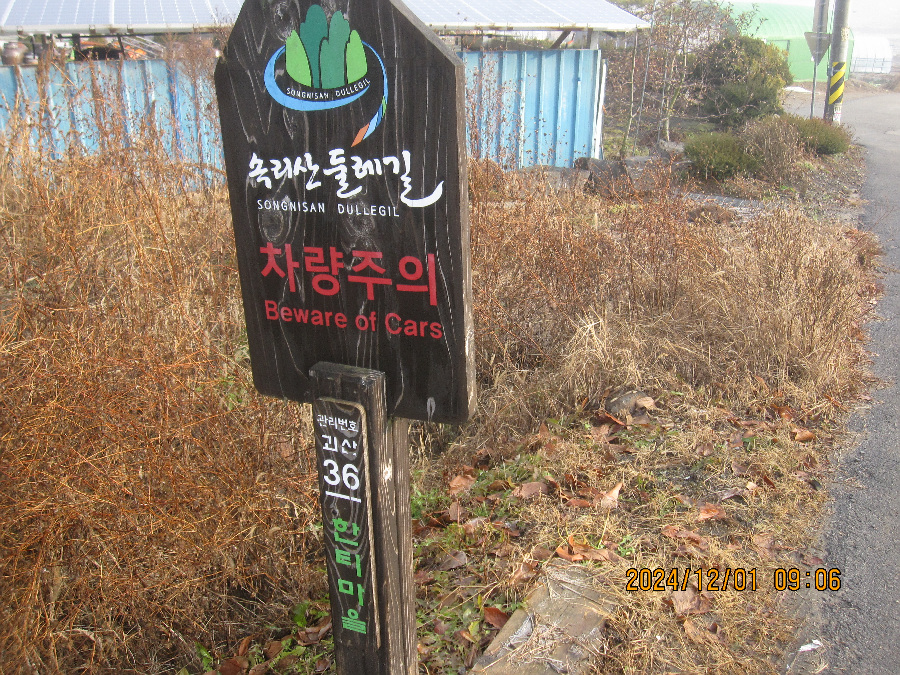 SONGNISAN DULLEGIL
속리산 둘레길
SONGNISAN DULLEGIL
차량주의
Beware of Cars
관리번호
괴산
36
한티마을
2024/12/01 09:06